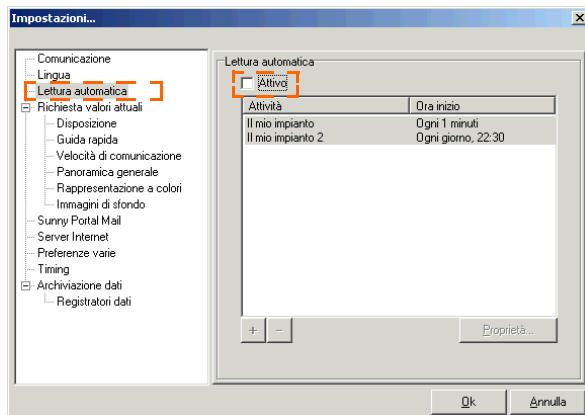 Impostazioni...
Comunicazione
Lingua
Lettura automatica
Richiesta valori attuali
Disposizione
Guida rapida
Velocità di comunicazione
Panoramica generale
Rappresentazione a colori
Immagini di sfondo
Sunny Portal Mail
Server Internet
Preferenze varie
Timing
Archiviazione dati
Registratori dati
Lettura automatica
Attivo
Attività Ora inizio
Il mio impianto Ogni 1 minuti
Il mio impianto 2 Ogni giorno, 22:30
+ - Proprietà...
Ok Annulla